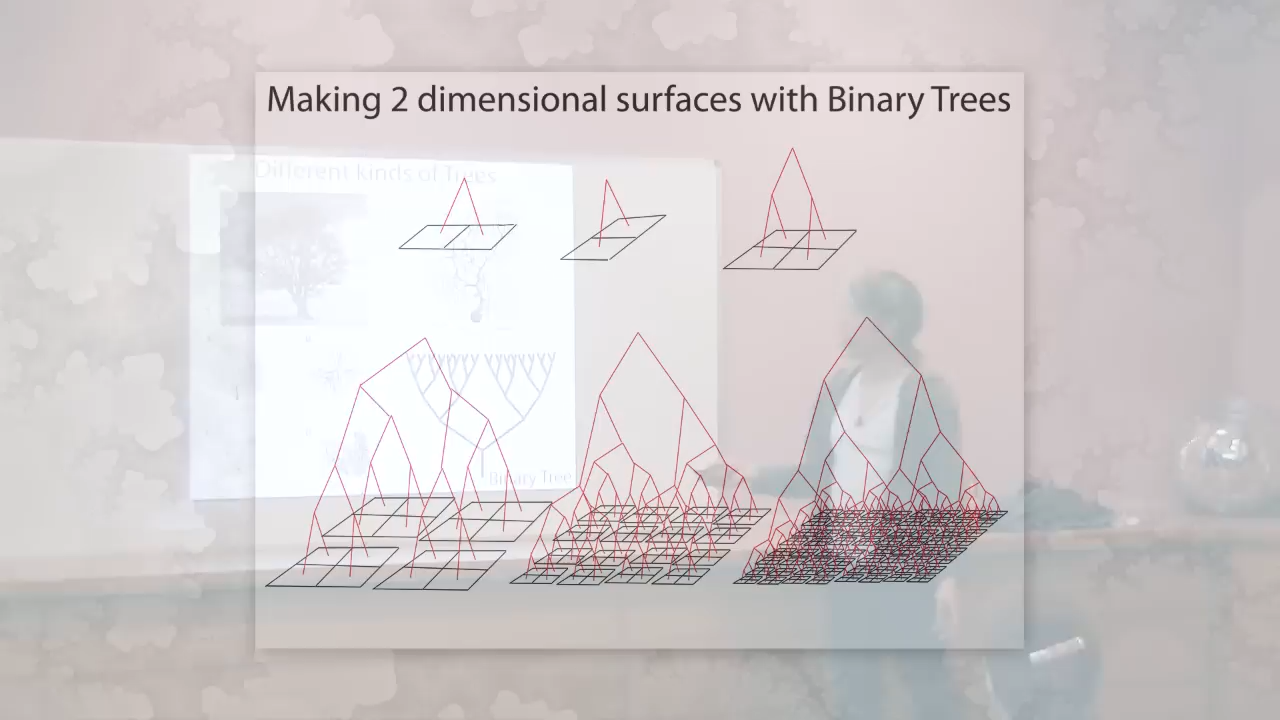 Making 2 dimensional surfaces with Binary Trees
Different kinds of Trees
Binary Tree